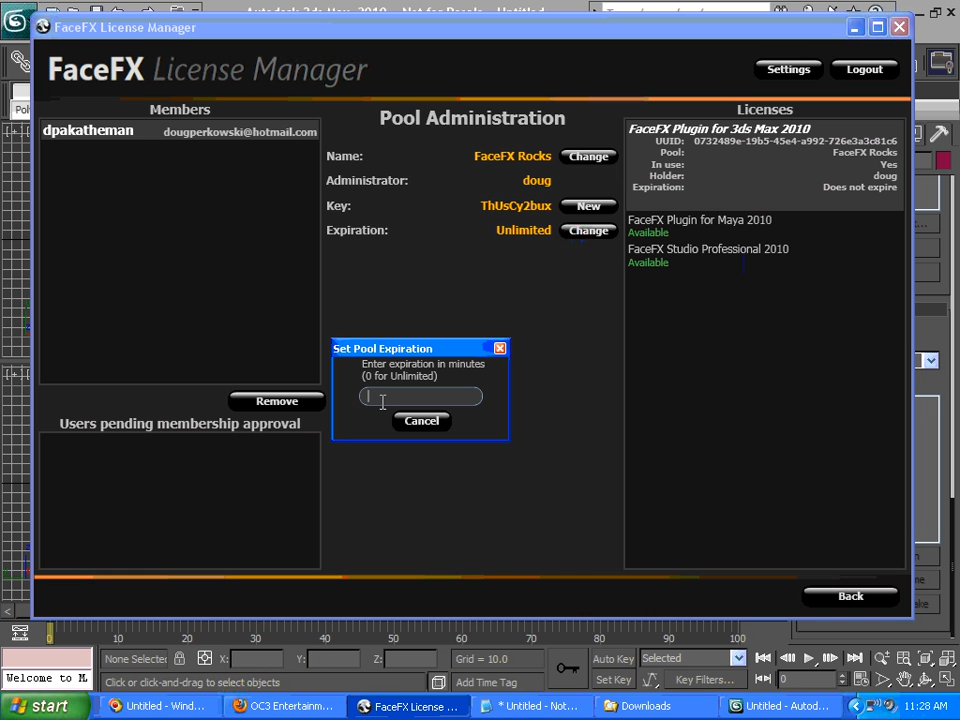 FaceFX License Manager
FaceFX License Manager
Settings
Logout
Members
dpakatheman dougperkowski@hotmail.com
Remove
Users pending membership approval
Pool Administration
Name: FaceFX Rocks Change
Administrator: doug
Key: ThUsCy2bux New
Expiration: Unlimited Change
Set Pool Expiration
Enter expiration in minutes
(0 for Unlimited)
Cancel
Licenses
FaceFX Plugin for 3ds Max 2010
UUID: 0732489e-19b5-45e4-a992-726e3a3c81c6
Pool: FaceFX Rocks
In use: Yes
Holder: doug
Expiration: Does not expire
FaceFX Plugin for Maya 2010
Available
FaceFX Studio Professional 2010
Available
Back
0 10 20 30 40 50 60 70 80 90 100
None Selected X: Y: Z: Grid = 10.0 Auto Key Selected
Welcome to M Click or click-and-drag to select objects Add Time Tag Set Key Key Filters... 0
start Untitled - Wind... OC3 Entertainm... FaceFX License ... * Untitled - Not... Downloads Untitled - Autod... 11:28 AM